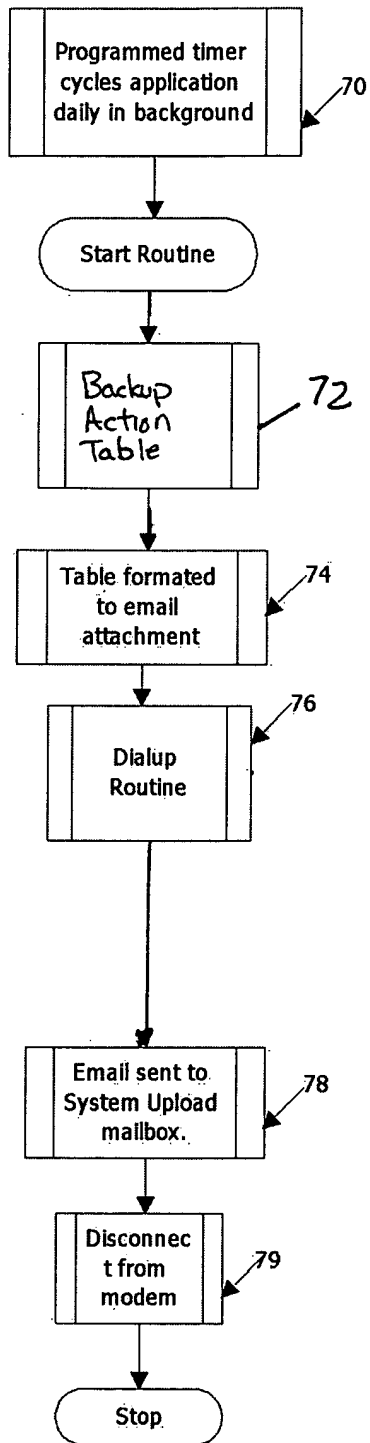 Programmed timer
cycles application
daily in background
70
Start Routine
Backup
Action
Table
72
Table formated
to email
attachment
74
76
Dialup
Routine
Email sent to
System Upload
mailbox.
78
Disconnec
t from
modem
79
Stop